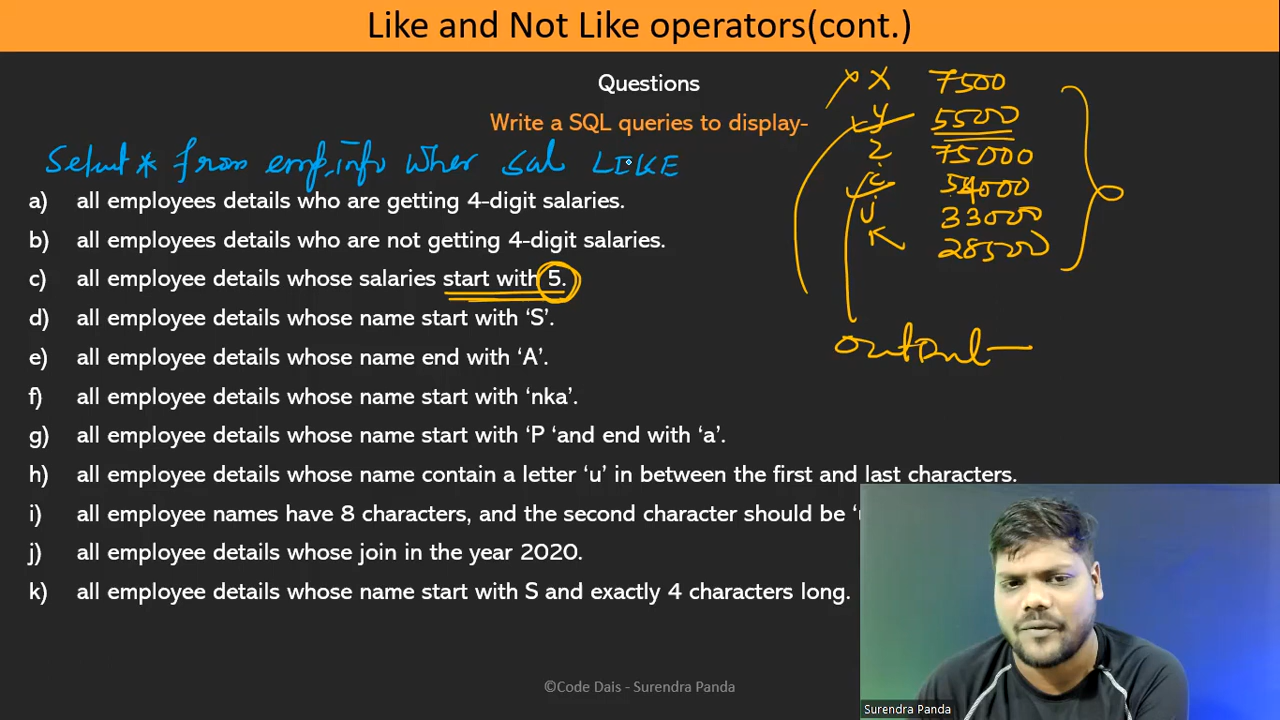 Like and Not Like operators(cont.)
Questions
Write a SQL queries to display-
Select * from emp_info wher sal LIKE
a) all employees details who are getting 4-digit salaries.
b) all employees details who are not getting 4-digit salaries.
c) all employee details whose salaries start with 5.
d) all employee details whose name start with ‘S’.
e) all employee details whose name end with ‘A’.
f) all employee details whose name start with ‘nka’.
g) all employee details whose name start with ‘P ‘and end with ‘a’.
h) all employee details whose name contain a letter ‘u’ in between the first and last characters.
i) all employee names have 8 characters, and the second character should be
j) all employee details whose join in the year 2020.
k) all employee details whose name start with S and exactly 4 characters long.
X 7500
y 5500
Z 75000
i 54000
j 33000
K 28500
output-
©Code Dais - Surendra Panda
Surendra Panda